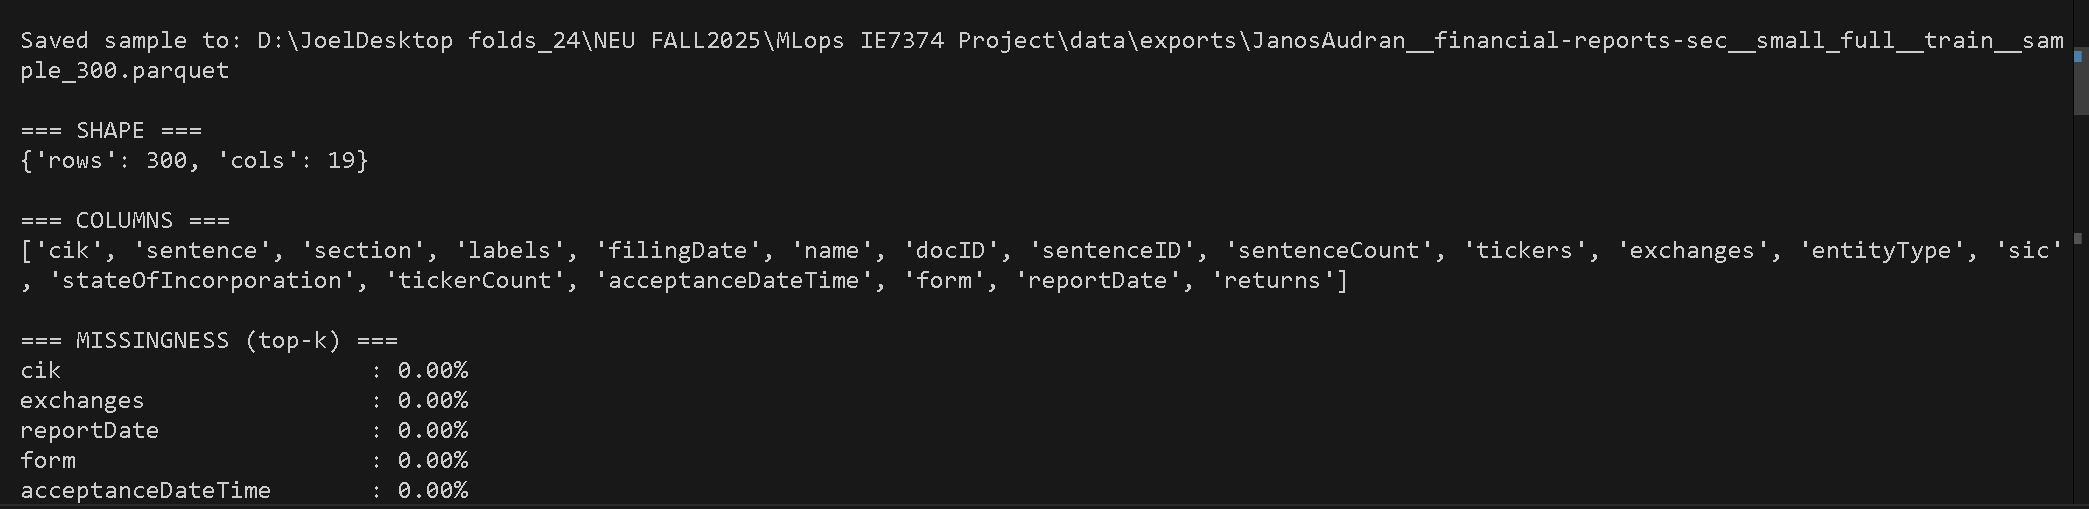 Saved sample to: D:\JoelDesktop folds_24\NEU FALL2025\MLops IE7374 Project\data\exports\JanosAudran__financial-reports-sec__small_full__train__sam
ple_300.parquet
=== SHAPE ===
{'rows': 300, 'cols': 19}
=== COLUMNS ===
['cik', 'sentence', 'section', 'labels', 'filingDate', 'name', 'docID', 'sentenceID', 'sentenceCount', 'tickers', 'exchanges', 'entityType', 'sic'
, 'stateOfIncorporation', 'tickerCount', 'acceptanceDateTime', 'form', 'reportDate', 'returns']
=== MISSINGNESS (top-k) ===
cik : 0.00%
exchanges : 0.00%
reportDate : 0.00%
form : 0.00%
acceptanceDateTime : 0.00%